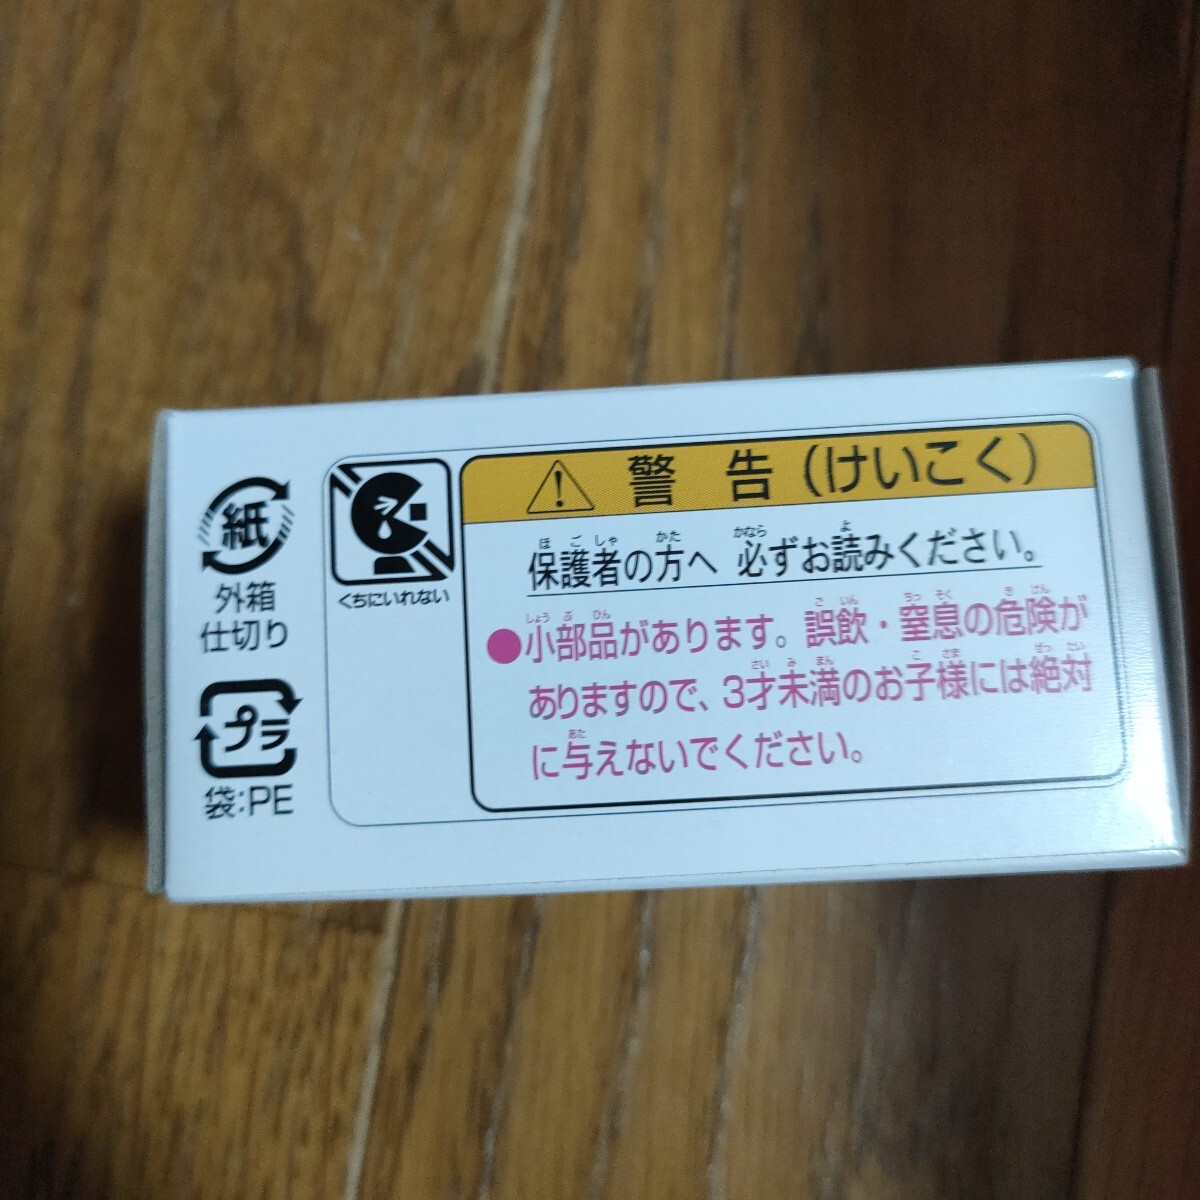 紙
外箱
仕切り
プラ
袋:PE
くちにいれない
警告(けいこく)
ほごしゃ かた かなら よ
保護者の方へ 必ずお読みください。
しょうぶひん ごいん ちっそく きけん
●小部品があります。誤飲・窒息の危険が
さいみまん こさま ぜったい
ありますので、3才未満のお子様には絶対
あた
に与えないでください。